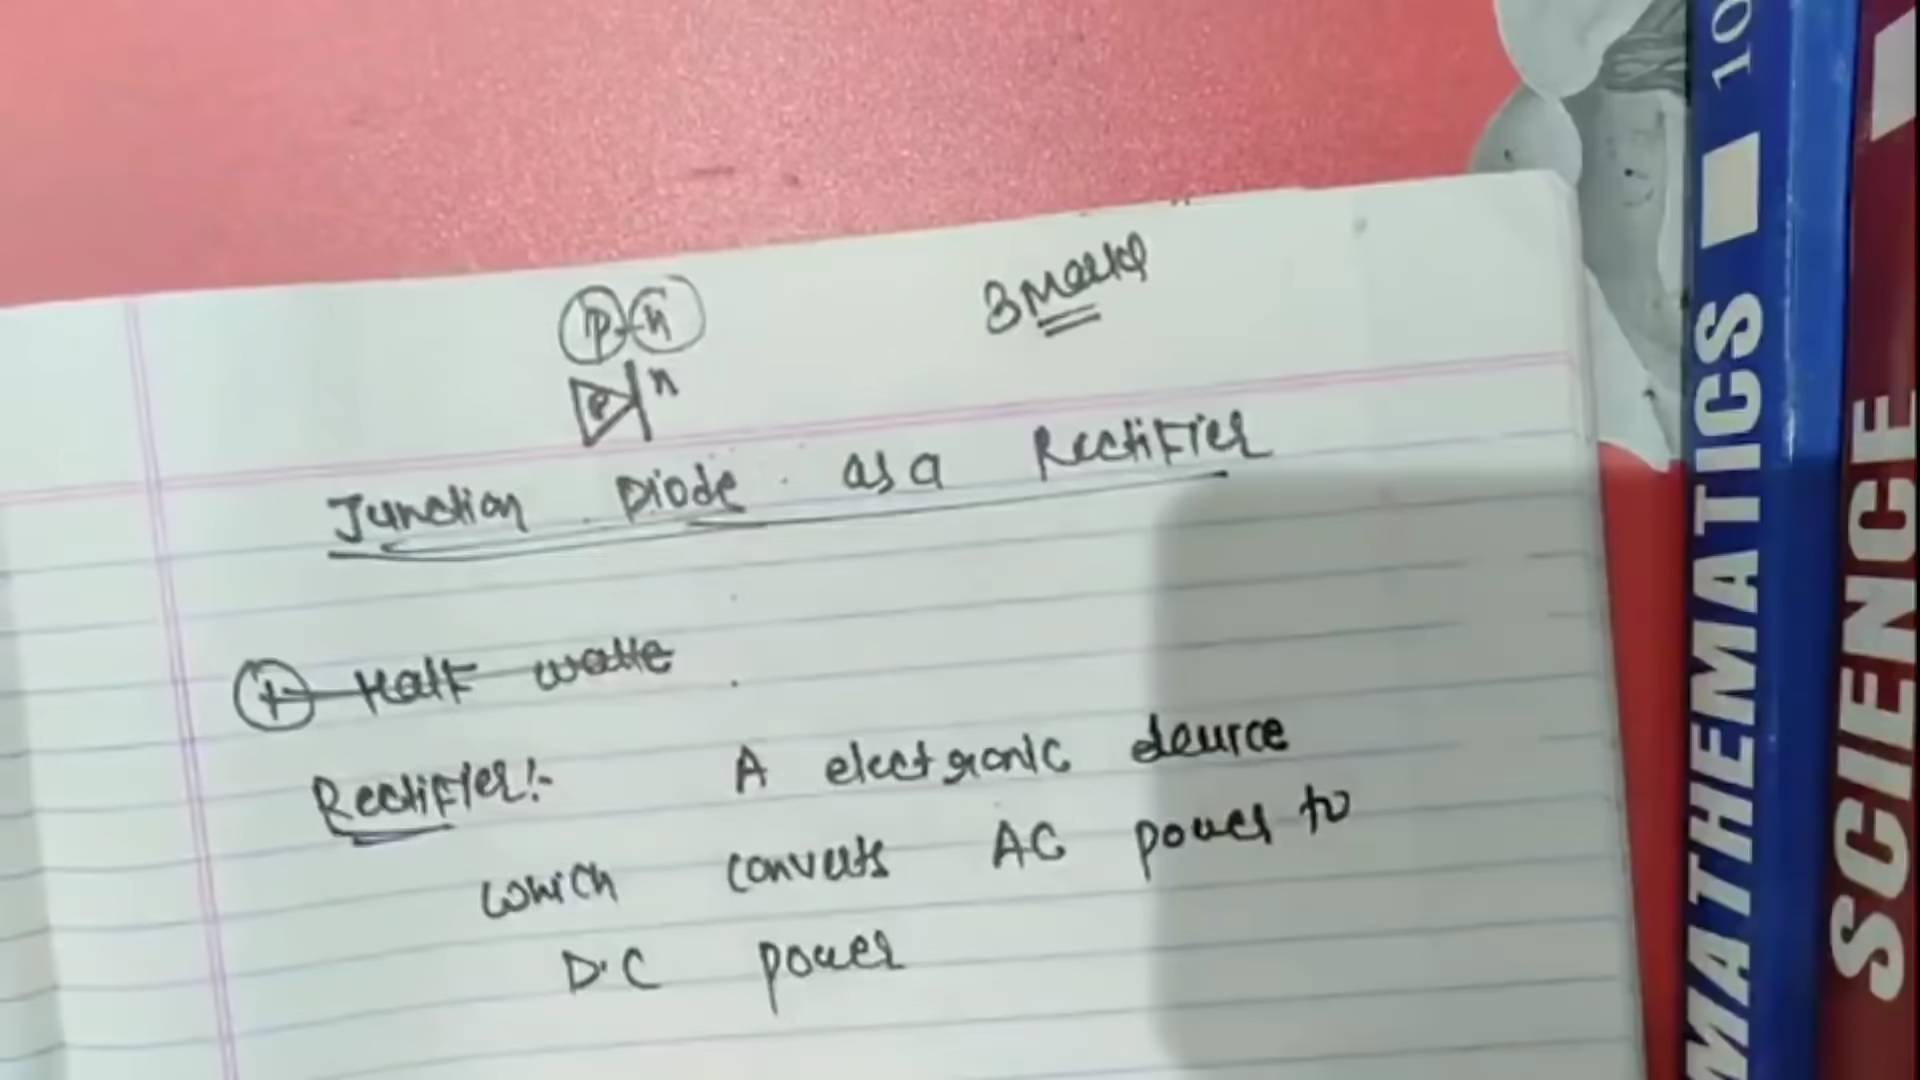 p-n
3 Marks
p n
Junction Diode as a Rectifier
1 Half wave
Rectifier:- A electronic deurce
which converts AC power to
D.C power
MATHEMATICS 10
SCIENCE